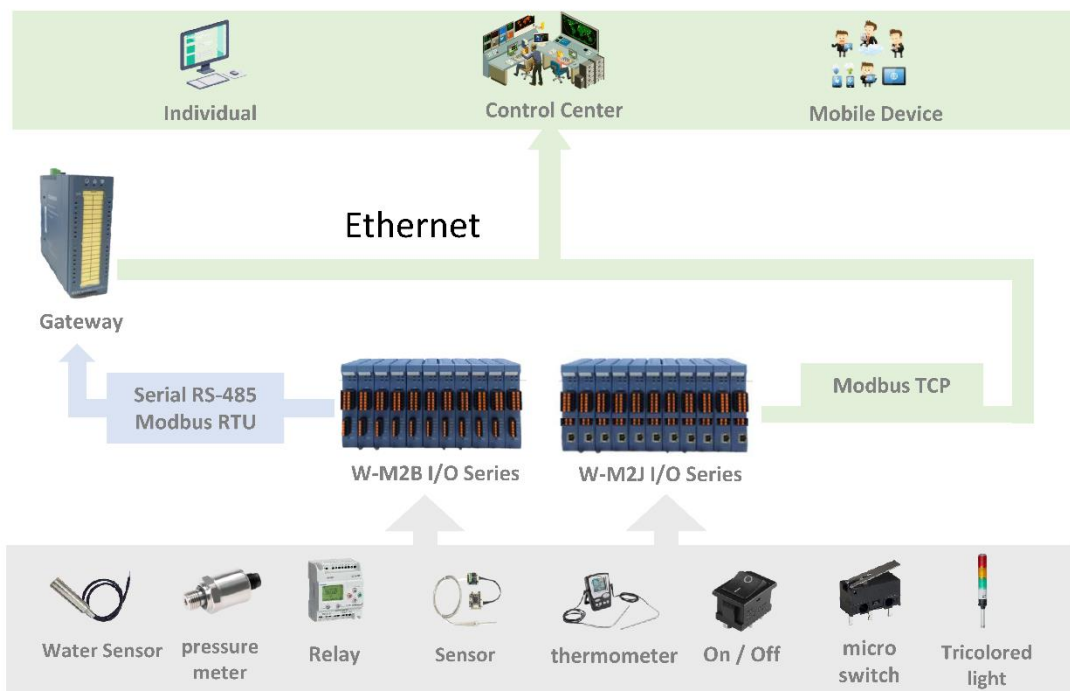 Individual
Control Center
Mobile Device
Ethernet
Gateway
Serial RS-485
Modbus RTU
Modbus TCP
W-M2B I/O Series
W-M2J I/O Series
Water Sensor
pressure
meter
Relay
Sensor
thermometer
On / Off
micro
switch
Tricolored
light